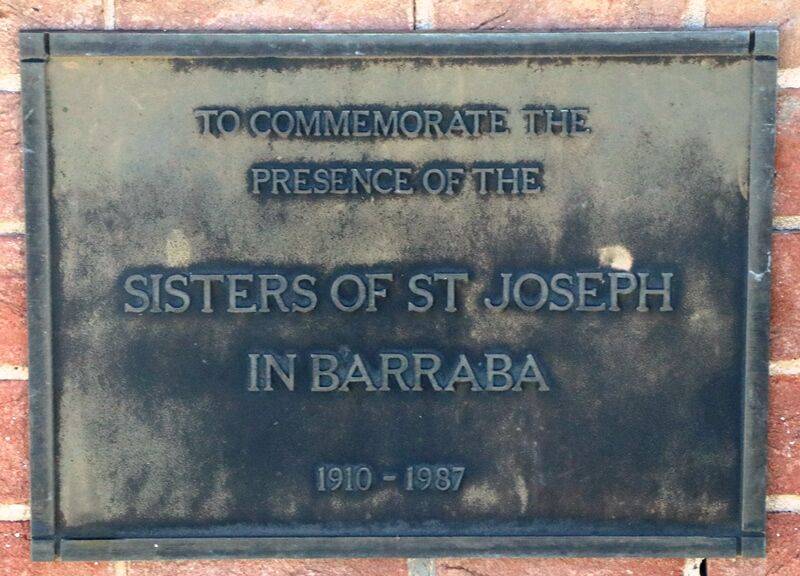 TO COMMEMORATE THE
PRESENCE OF THE
SISTERS OF ST JOSEPH
IN BARRABA
1910 - 1987